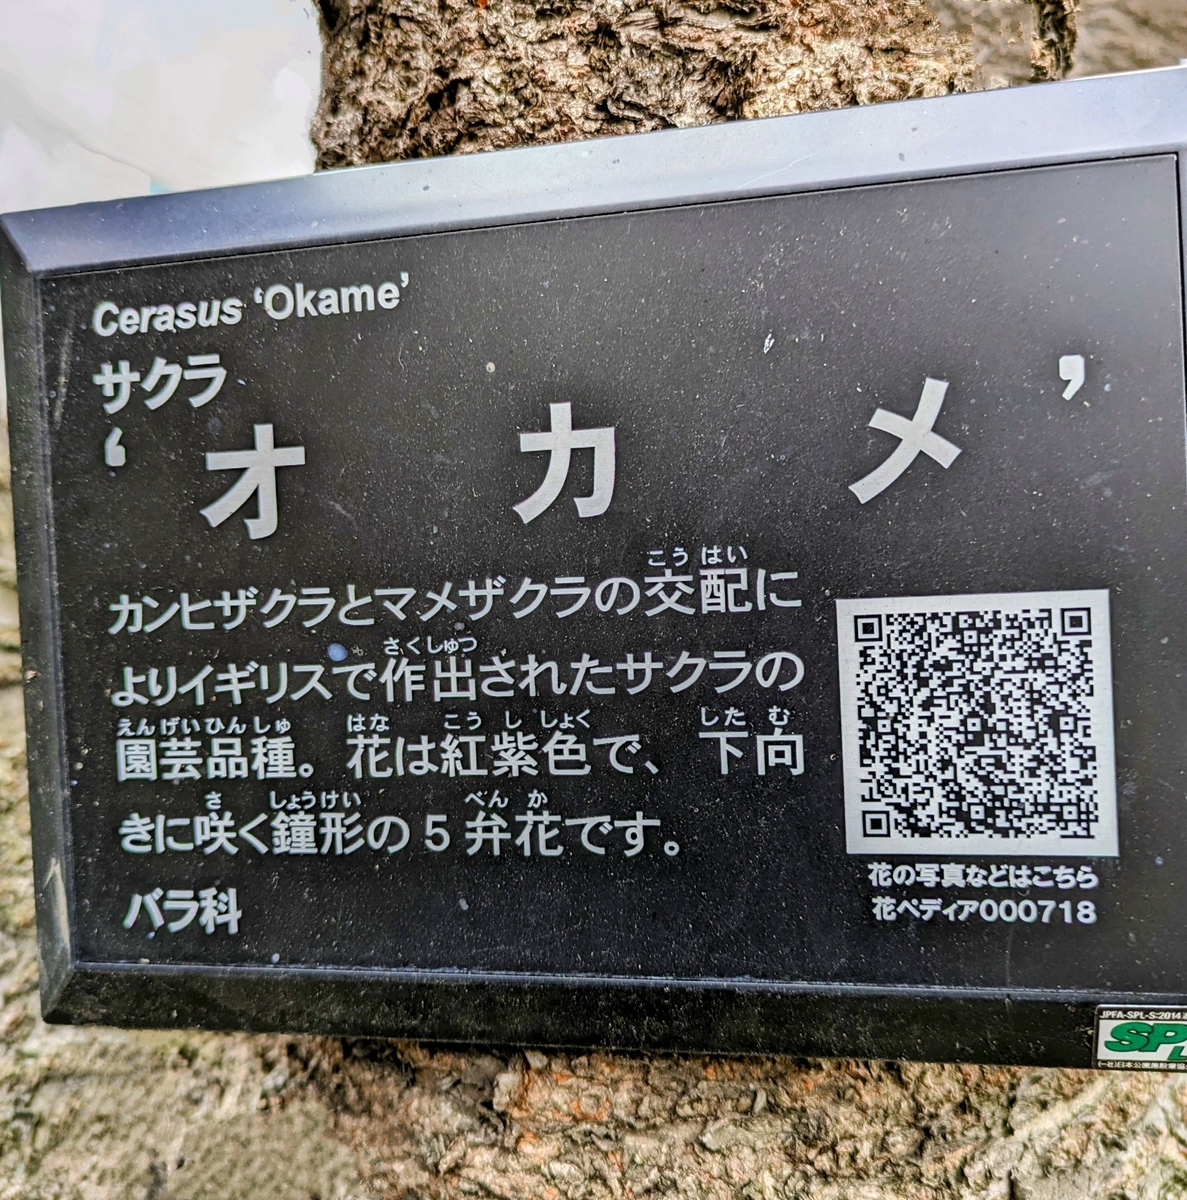 Cerasus ‘Okame’
サクラ
‘オカメ’
こうはい
カンヒザクラとマメザクラの交配に
さくしゅつ
よりイギリスで作出されたサクラの
えんげいひんしゅ はな こうししょく したむ
園芸品種。花は紅紫色で、下向
さ しょうけい べんか
きに咲く鐘形の5弁花です。
バラ科
花の写真などはこちら
花ペディア000718
JPFA-SPL-S:2014
SP